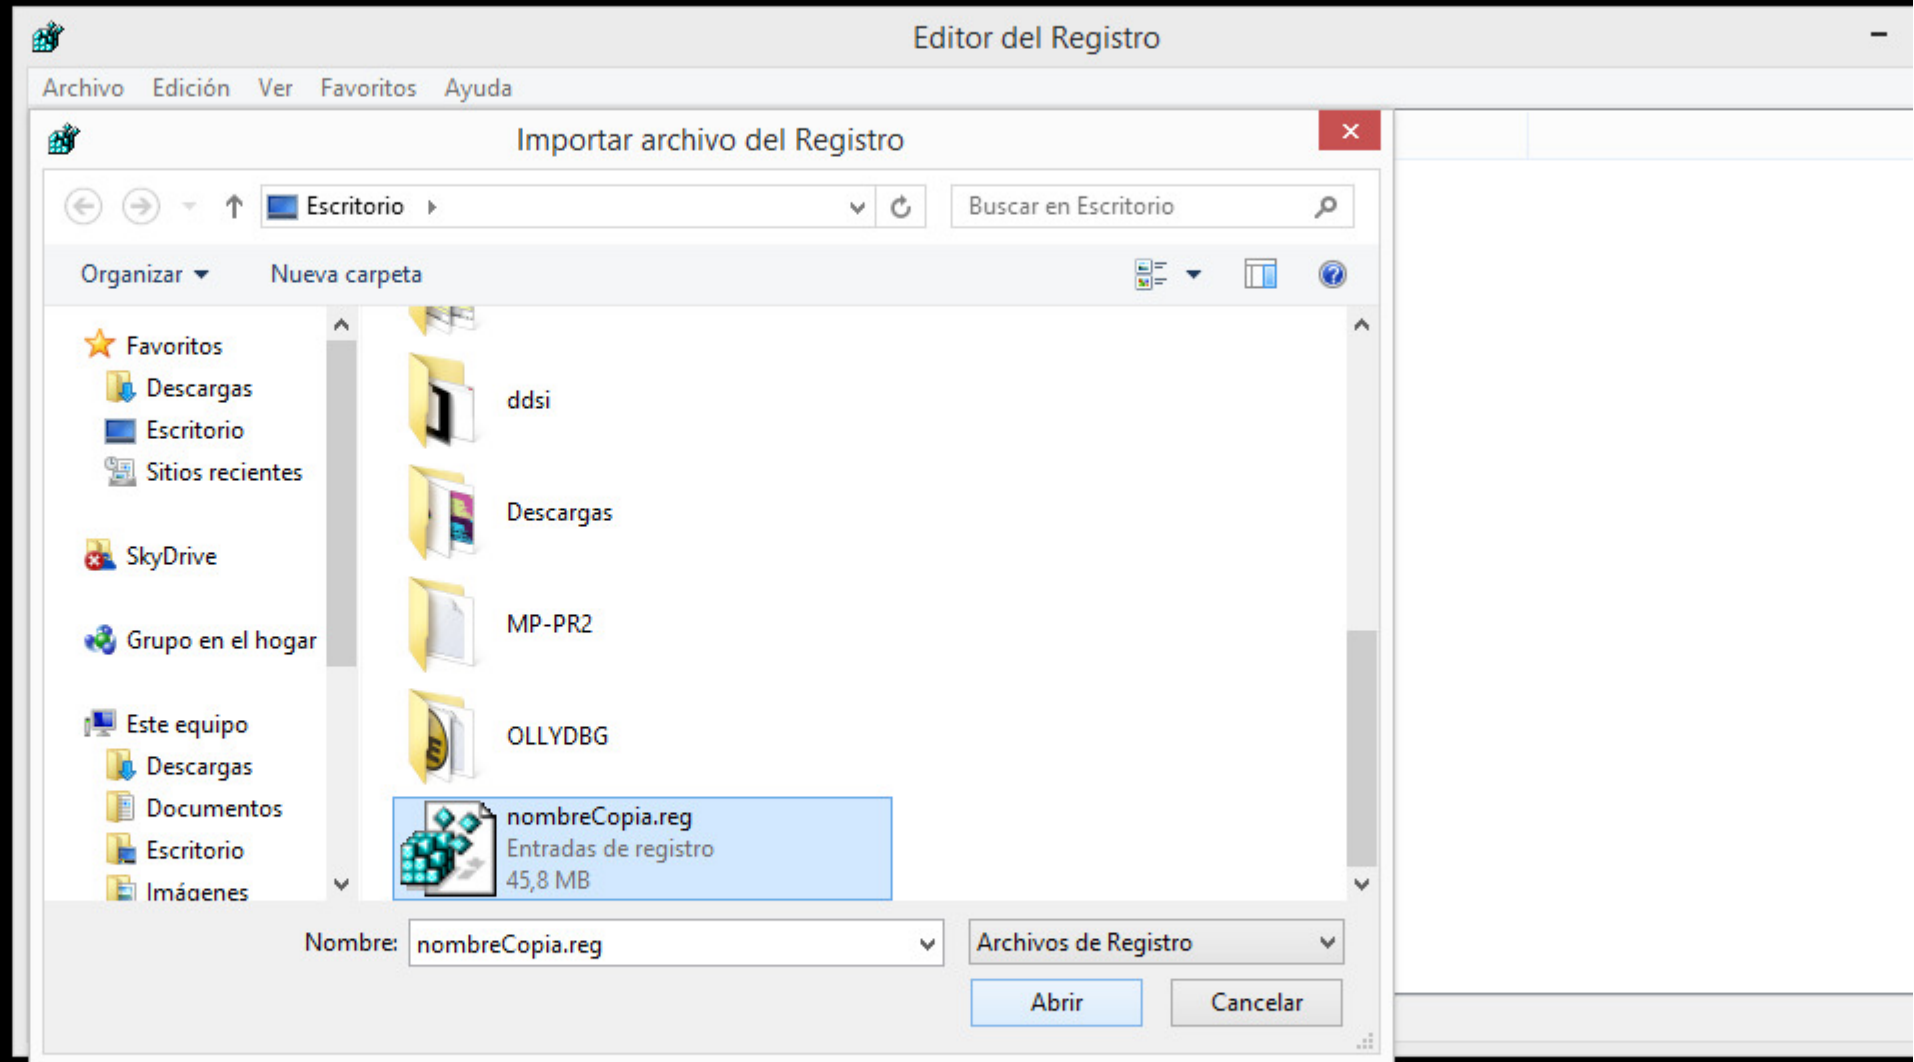 Editor del Registro
Archivo Edición Ver Favoritos Ayuda
Importar archivo del Registro
Escritorio
Buscar en Escritorio
Organizar
Nueva carpeta
Favoritos
Descargas
Escritorio
Sitios recientes
SkyDrive
Grupo en el hogar
Este equipo
Descargas
Documentos
Escritorio
Imágenes
ddsi
Descargas
MP-PR2
OLLYDBG
nombreCopia.reg
Entradas de registro
45,8 MB
Nombre: nombreCopia.reg
Archivos de Registro
Abrir
Cancelar